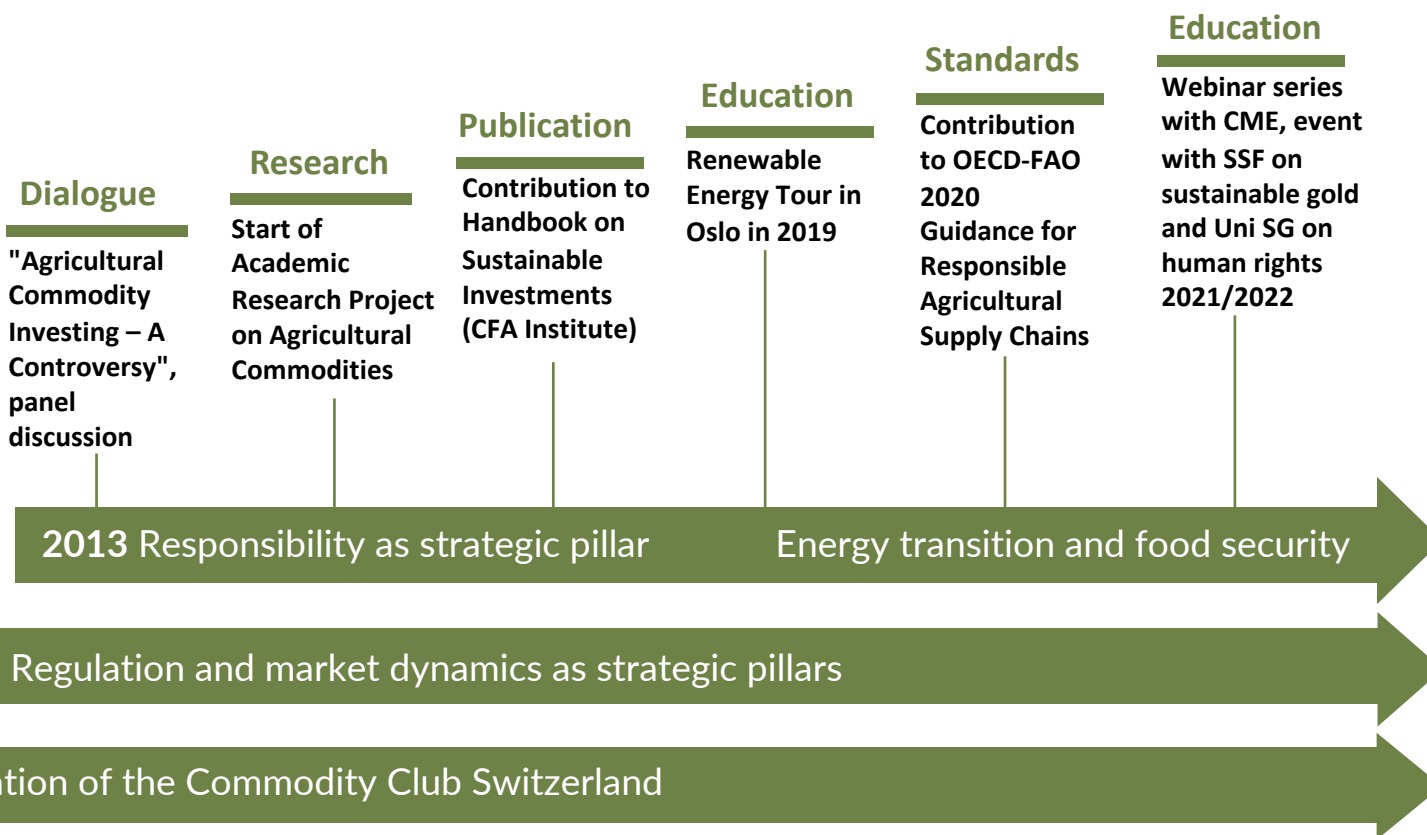 Dialogue
"Agricultural
Commodity
Investing – A
Controversy",
panel
discussion
Research
Start of
Academic
Research Project
on Agricultural
Commodities
Publication
Contribution to
Handbook on
Sustainable
Investments
(CFA Institute)
Education
Renewable
Energy Tour in
Oslo in 2019
Standards
Contribution
to OECD-FAO
2020
Guidance for
Responsible
Agricultural
Supply Chains
Education
Webinar series
with CME, event
with SSF on
sustainable gold
and Uni SG on
human rights
2021/2022
2013 Responsibility as strategic pillar
Energy transition and food security
Regulation and market dynamics as strategic pillars
of the Commodity Club Switzerland